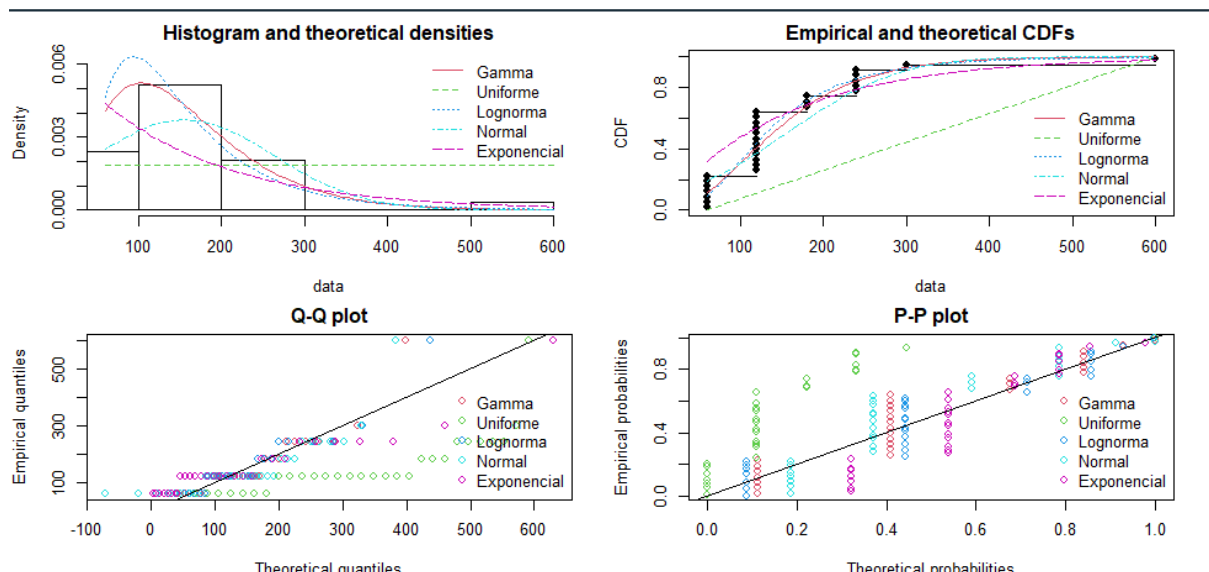 Histogram and theoretical densities
Density
0.000
0.003
0.006
Gamma
Uniforme
Lognorma
Normal
Exponencial
100
200
300
400
500
600
data
Empirical and theoretical CDFs
CDF
0.0
0.4
0.8
Gamma
Uniforme
Lognorma
Normal
Exponencial
100
200
300
400
500
600
data
Q-Q plot
Empirical quantiles
100
300
500
Gamma
Uniforme
Lognorma
Normal
Exponencial
-100
0
100
200
300
400
500
600
Theoretical quantiles
P-P plot
Empirical probabilities
0.0
0.4
0.8
Gamma
Uniforme
Lognorma
Normal
Exponencial
0.0
0.2
0.4
0.6
0.8
1.0
Theoretical probabilities